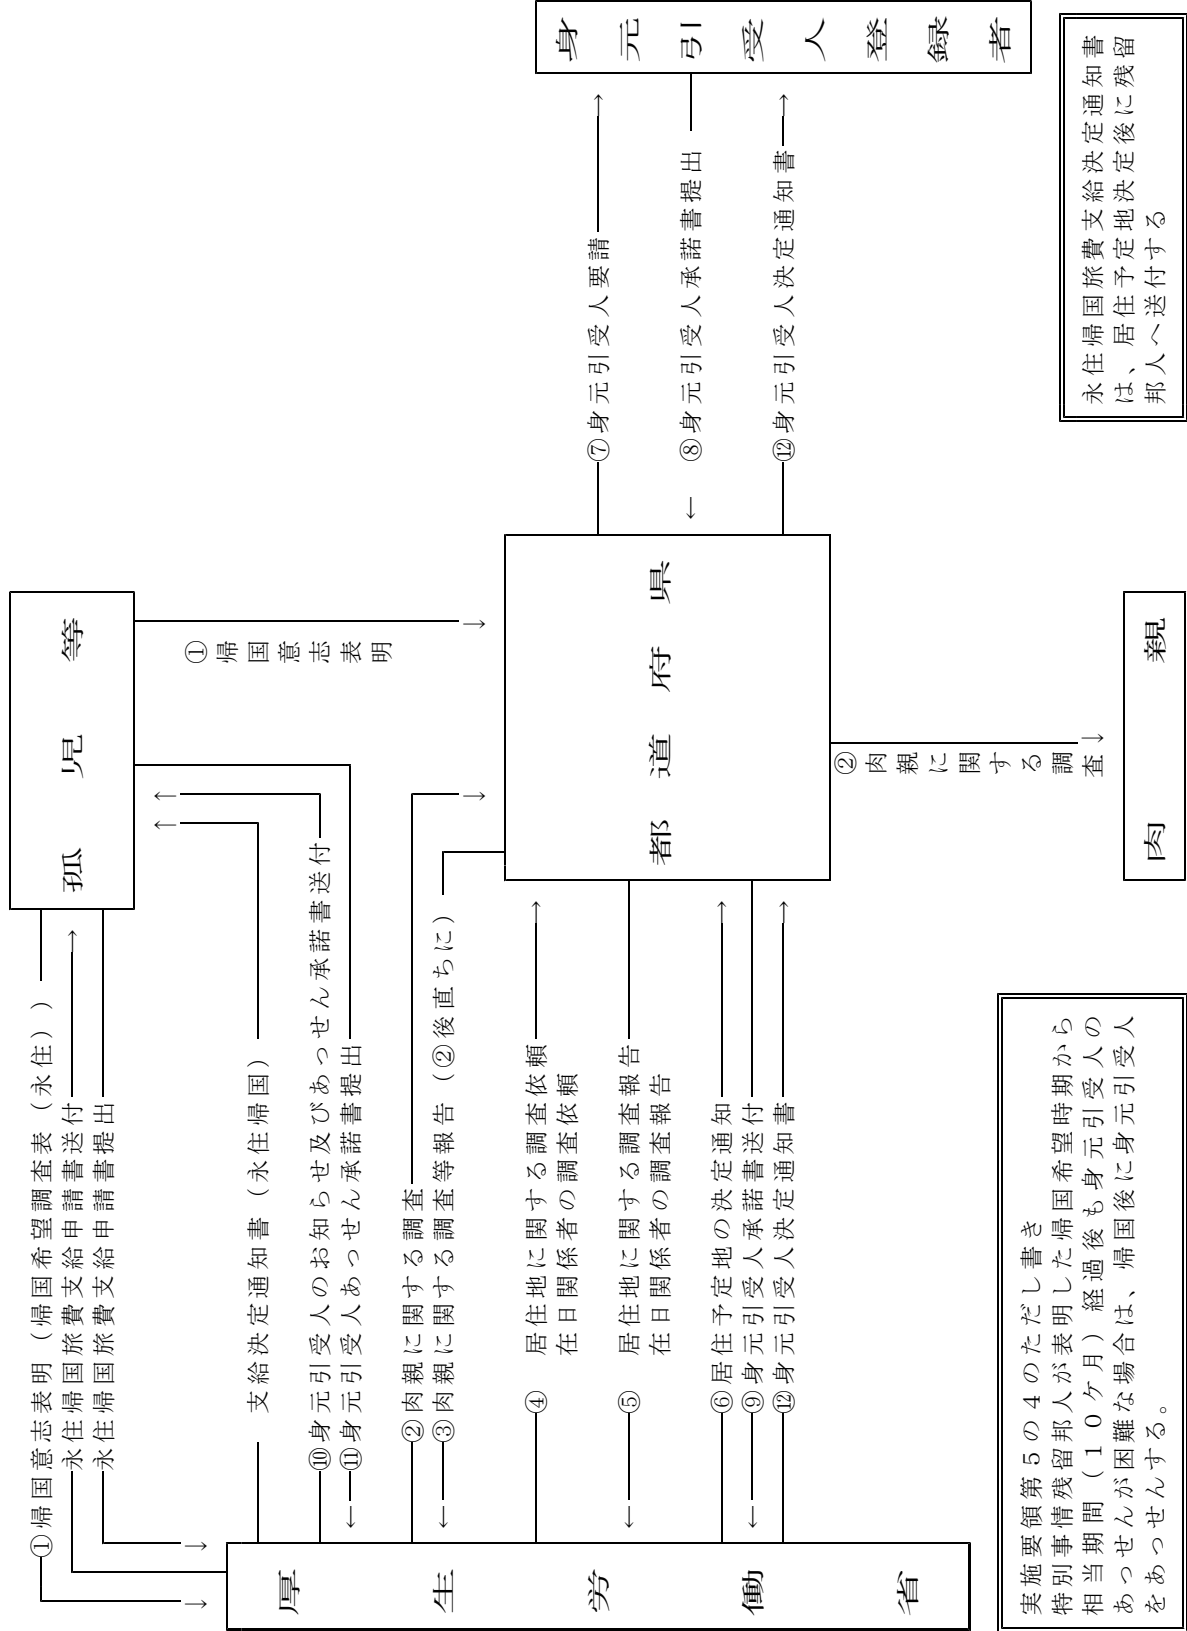 孤児等
①帰国意志表明（帰国希望調査表（永住））
永住帰国旅費支給申請書送付
永住帰国旅費支給申請書提出
①帰国意志表明
支給決定通知書（永住帰国）
⑩身元引受人のお知らせ及びあっせん承諾書送付
⑪身元引受人あっせん承諾書提出
②肉親に関する調査
③肉親に関する調査等報告（②後直ちに）
厚生労働省
④居住地に関する調査依頼
在日関係者の調査依頼
⑤居住地に関する調査報告
在日関係者の調査報告
⑥居住予定地の決定通知
⑨身元引受人承諾書送付
⑫身元引受人決定通知書
都道府県
⑦身元引受人要請
⑧身元引受人承諾書提出
⑫身元引受人決定通知書
身元引受人登録者
②肉親に関する調査
肉親
実施要領第５の４のただし書き
特別事情残留邦人が表明した帰国希望時期から
相当期間（１０ケ月）経過後も身元引受人の
あっせんが困難な場合は、帰国後に身元引受人
をあっせんする。
永住帰国旅費支給決定通知書
は、居住予定地決定後に残留
邦人へ送付する